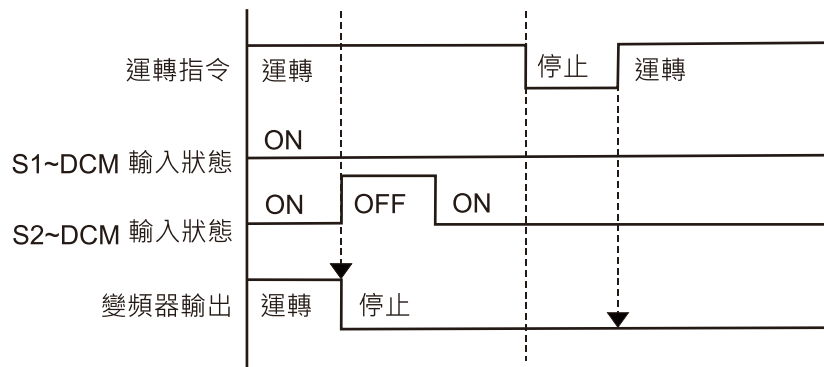 運轉指令 運轉 停止 運轉
S1~DCM 輸入狀態 ON
S2~DCM 輸入狀態 ON OFF ON
變頻器輸出 運轉 停止